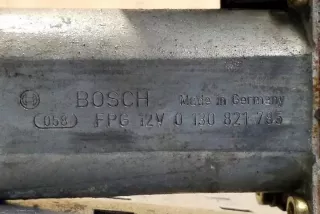 BOSCH Made in Germany
(058) FPG 12V 0 130 821 785